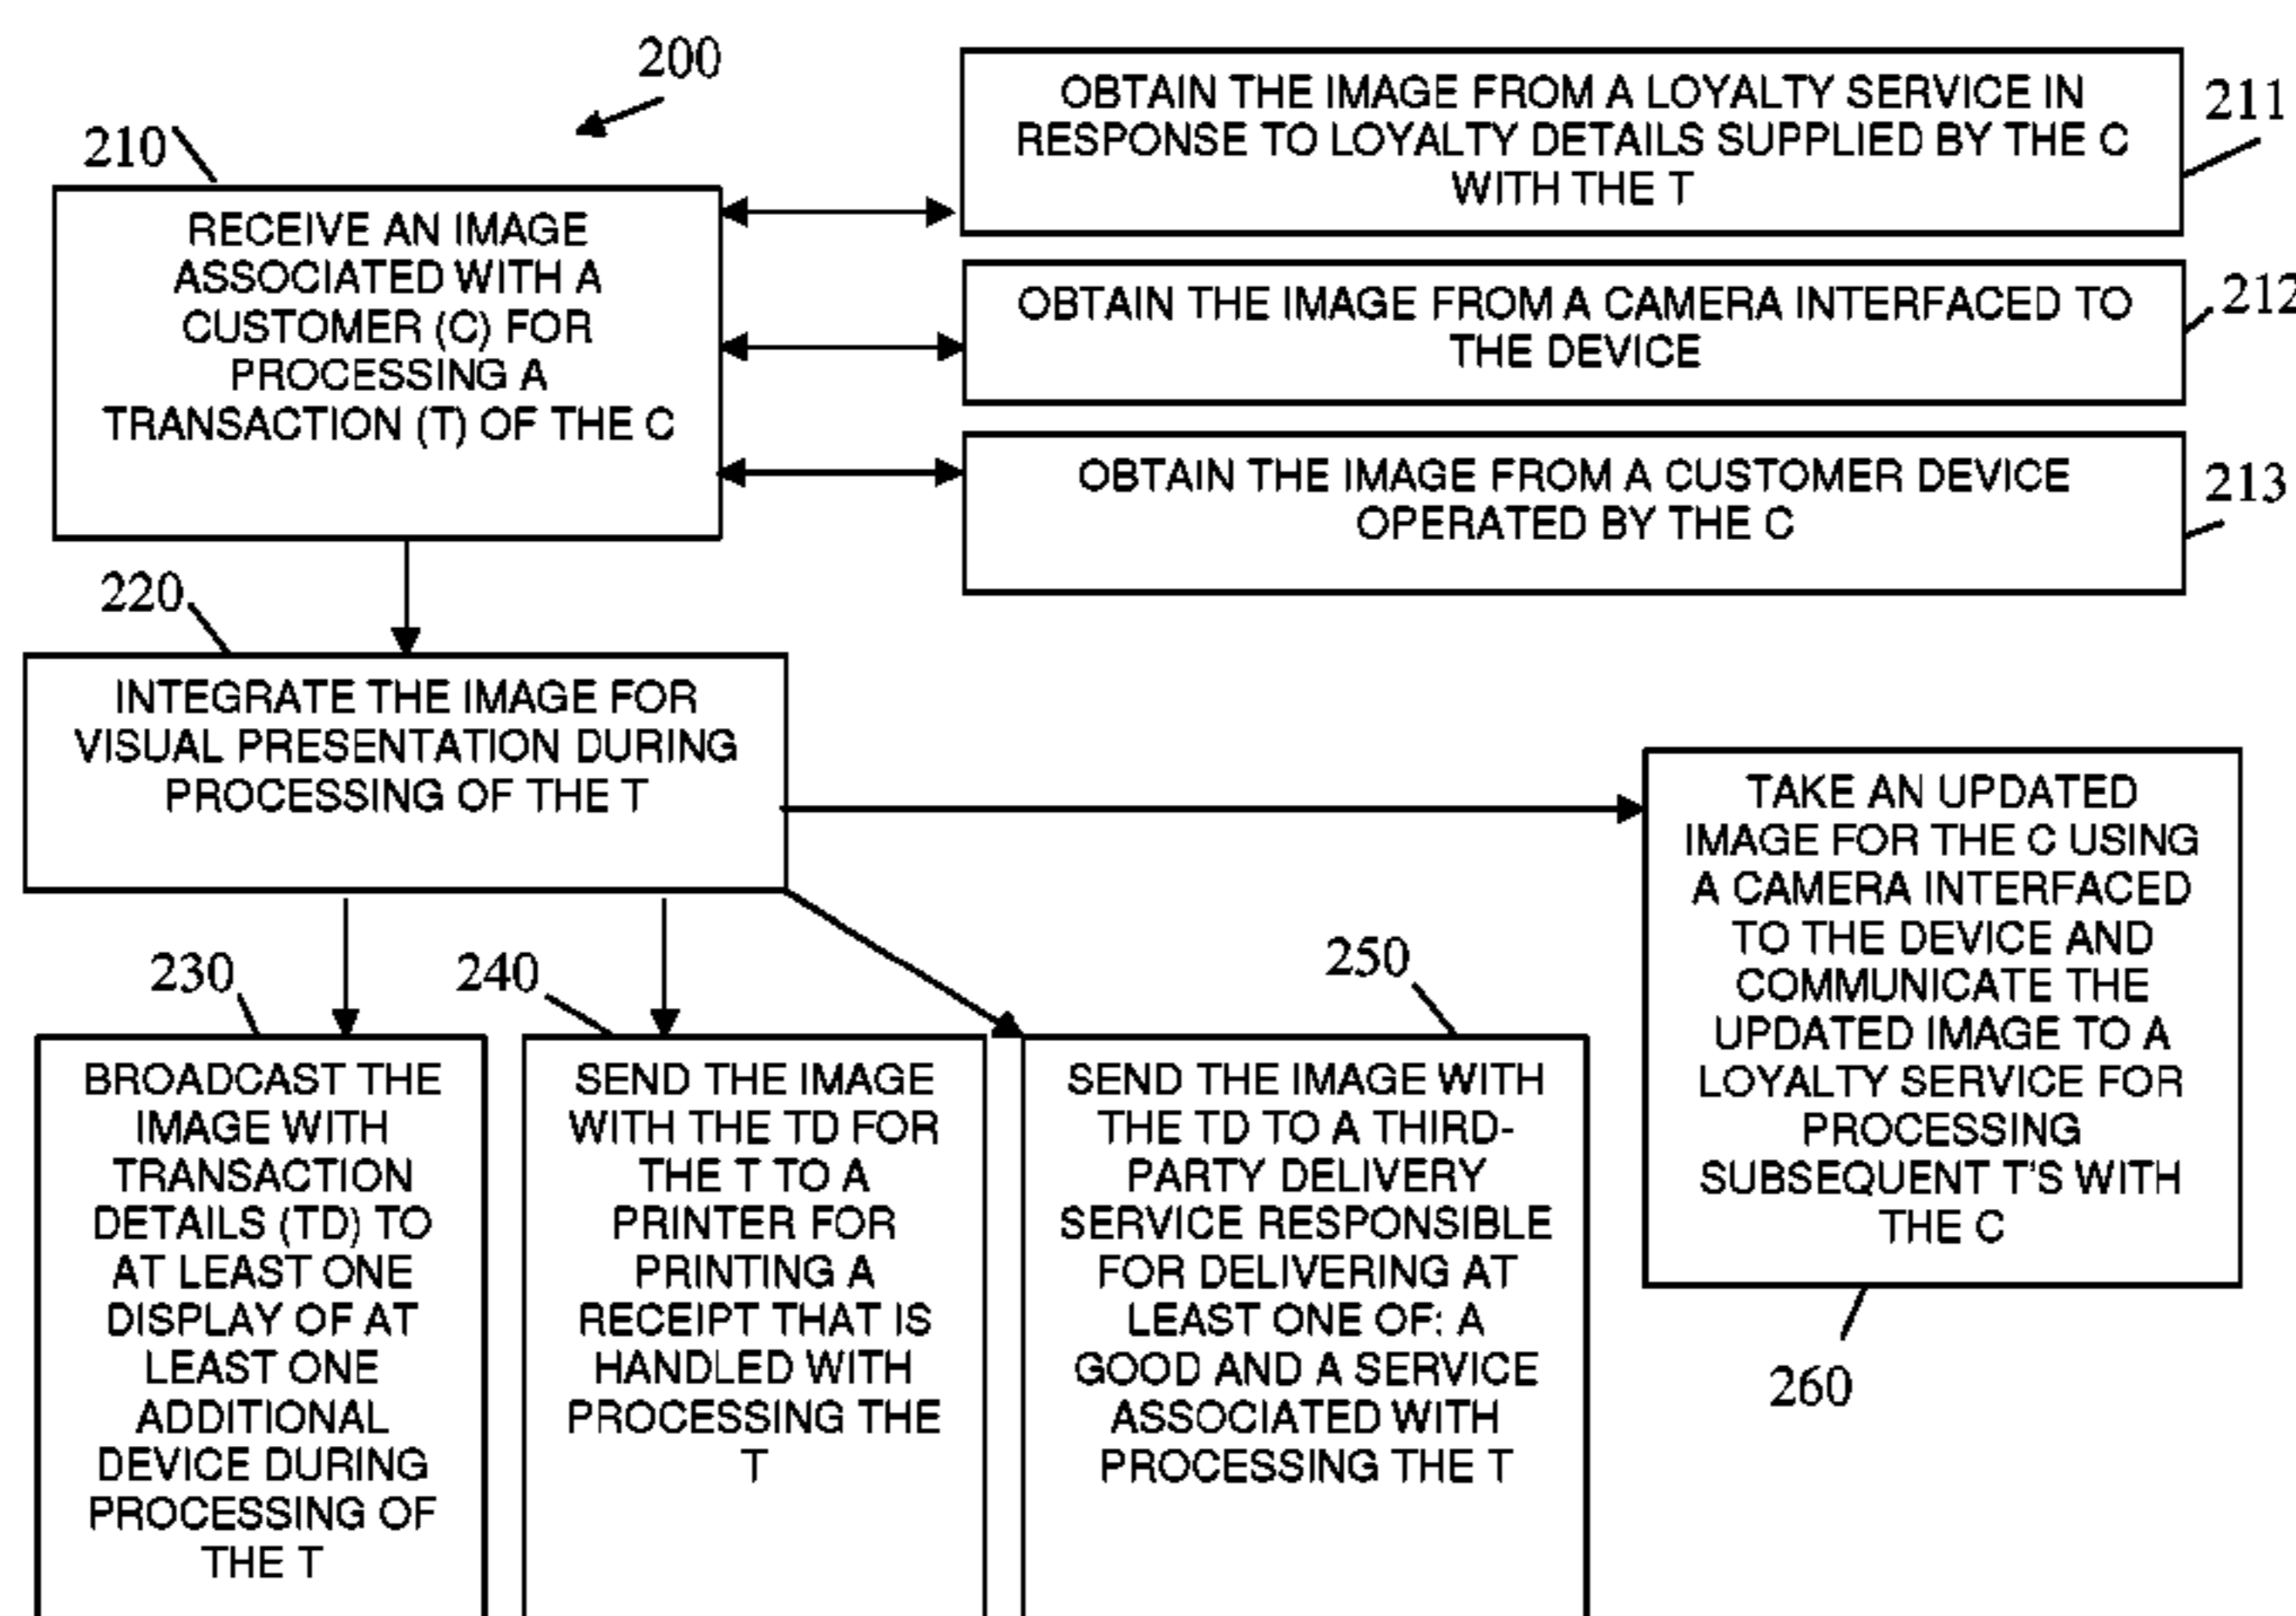 200
210
RECEIVE AN IMAGE
ASSOCIATED WITH A
CUSTOMER (C) FOR
PROCESSING A
TRANSACTION (T) OF THE C
OBTAIN THE IMAGE FROM A LOYALTY SERVICE IN
RESPONSE TO LOYALTY DETAILS SUPPLIED BY THE C
WITH THE T
211
OBTAIN THE IMAGE FROM A CAMERA INTERFACED TO
THE DEVICE
212
OBTAIN THE IMAGE FROM A CUSTOMER DEVICE
OPERATED BY THE C
213
220
INTEGRATE THE IMAGE FOR
VISUAL PRESENTATION DURING
PROCESSING OF THE T
230
BROADCAST THE
IMAGE WITH
TRANSACTION
DETAILS (TD) TO
AT LEAST ONE
DISPLAY OF AT
LEAST ONE
ADDITIONAL
DEVICE DURING
PROCESSING OF
THE T
240
SEND THE IMAGE
WITH THE TD FOR
THE T TO A
PRINTER FOR
PRINTING A
RECEIPT THAT IS
HANDLED WITH
PROCESSING THE
T
250
SEND THE IMAGE WITH
THE TD TO A THIRD-
PARTY DELIVERY
SERVICE RESPONSIBLE
FOR DELIVERING AT
LEAST ONE OF: A
GOOD AND A SERVICE
ASSOCIATED WITH
PROCESSING THE T
TAKE AN UPDATED
IMAGE FOR THE C USING
A CAMERA INTERFACED
TO THE DEVICE AND
COMMUNICATE THE
UPDATED IMAGE TO A
LOYALTY SERVICE FOR
PROCESSING
SUBSEQUENT T'S WITH
THE C
260